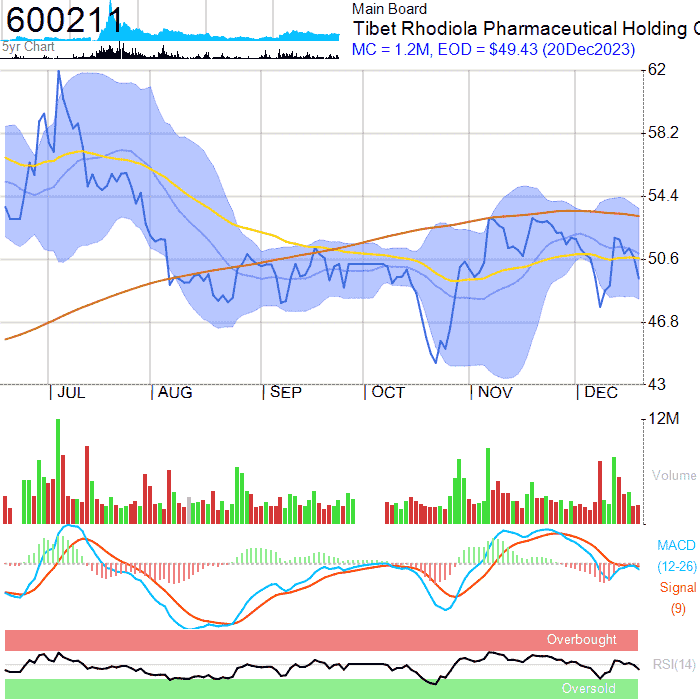 600211
5yr Chart
Main Board
Tibet Rhodiola Pharmaceutical Holding C
MC = 1.2M, EOD = $49.43 (20Dec2023)
62
58.2
54.4
50.6
46.8
43
JUL
AUG
SEP
OCT
NOV
DEC
12M
Volume
MACD
(12-26)
Signal
(9)
Overbought
RSI(14)
Oversold